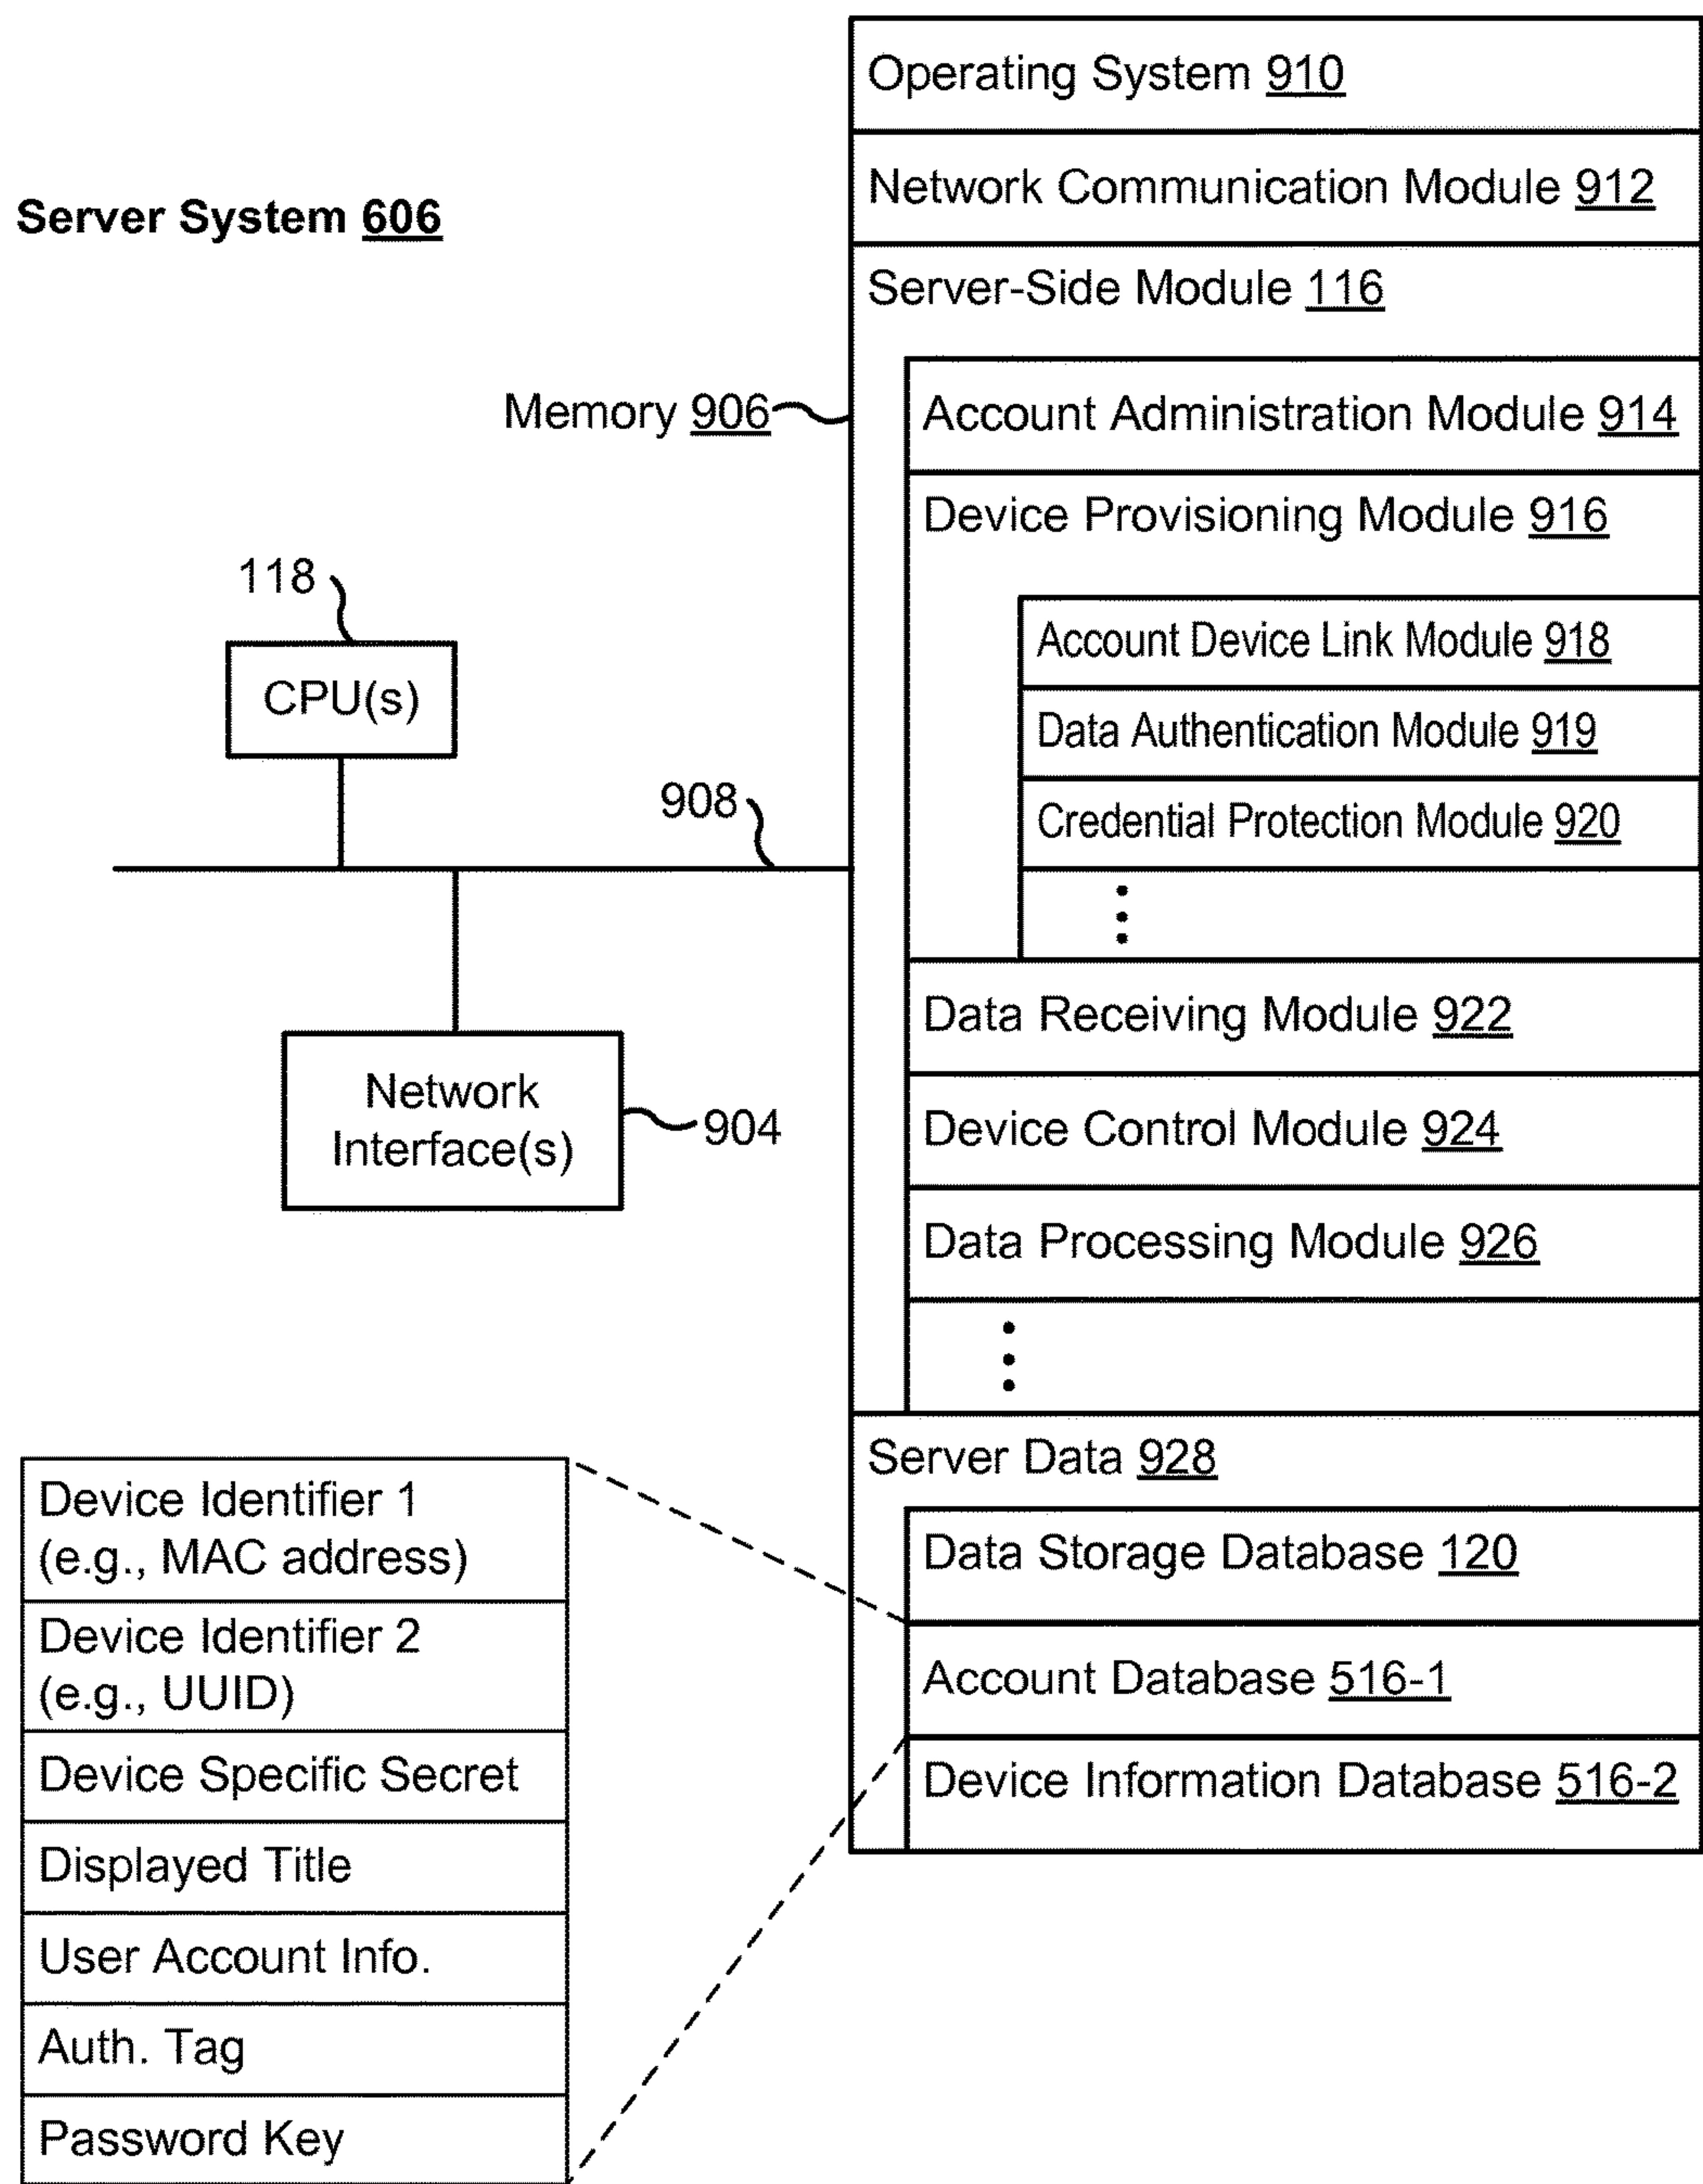 Server System 606
Operating System 910
Network Communication Module 912
Server-Side Module 116
Memory 906
Account Administration Module 914
Device Provisioning Module 916
Account Device Link Module 918
Data Authentication Module 919
Credential Protection Module 920
118
CPU(s)
908
Network
Interface(s)
904
Data Receiving Module 922
Device Control Module 924
Data Processing Module 926
Server Data 928
Data Storage Database 120
Account Database 516-1
Device Information Database 516-2
Device Identifier 1
(e.g., MAC address)
Device Identifier 2
(e.g., UUID)
Device Specific Secret
Displayed Title
User Account Info.
Auth. Tag
Password Key